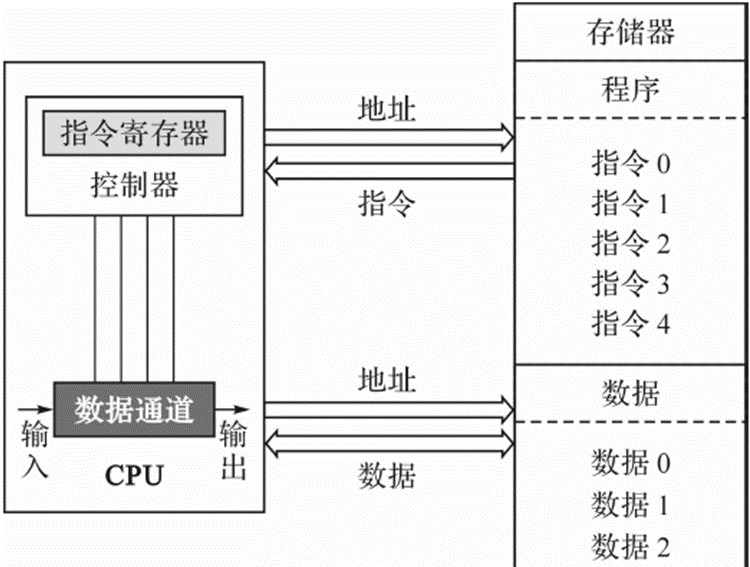 存储器
程序
指令寄存器
控制器
地址
指令
指令 0
指令 1
指令 2
指令 3
指令 4
数据通道
输入
输出
CPU
地址
数据
数据
数据 0
数据 1
数据 2